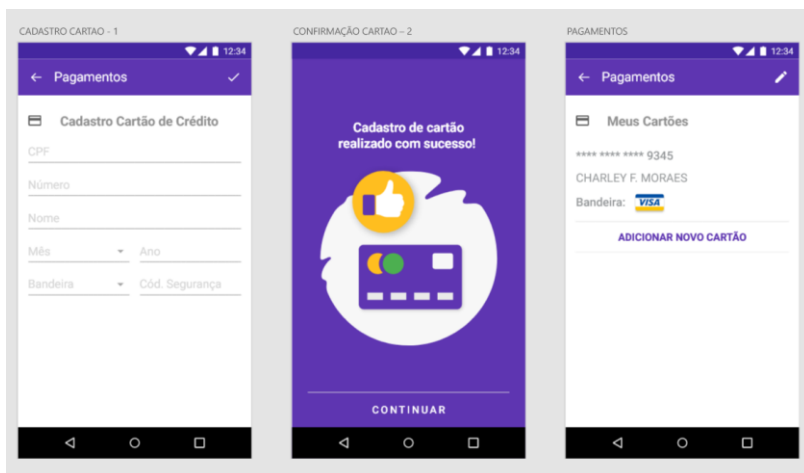 CADASTRO CARTAO - 1
12:34
Pagamentos
Cadastro Cartão de Crédito
CPF
Número
Nome
Mês Ano
Bandeira Cód. Segurança
CONFIRMAÇÃO CARTAO – 2
12:34
Cadastro de cartão
realizado com sucesso!
CONTINUAR
PAGAMENTOS
12:34
Pagamentos
Meus Cartões
**** **** **** 9345
CHARLEY F. MORAES
Bandeira: VISA
ADICIONAR NOVO CARTÃO